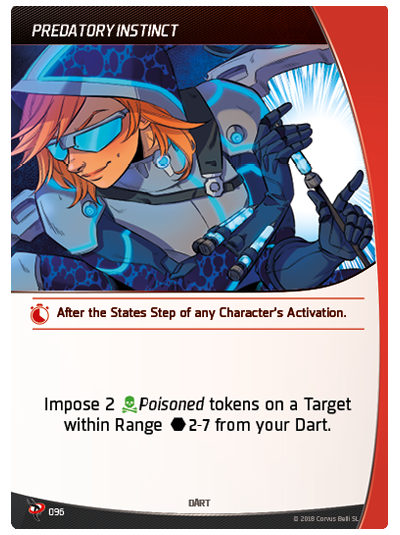 PREDATORY INSTINCT
After the States Step of any Character's Activation.
Impose 2 Poisoned tokens on a Target
within Range 2-7 from your Dart.
096
DART
© 2018 Corvus Belli SL